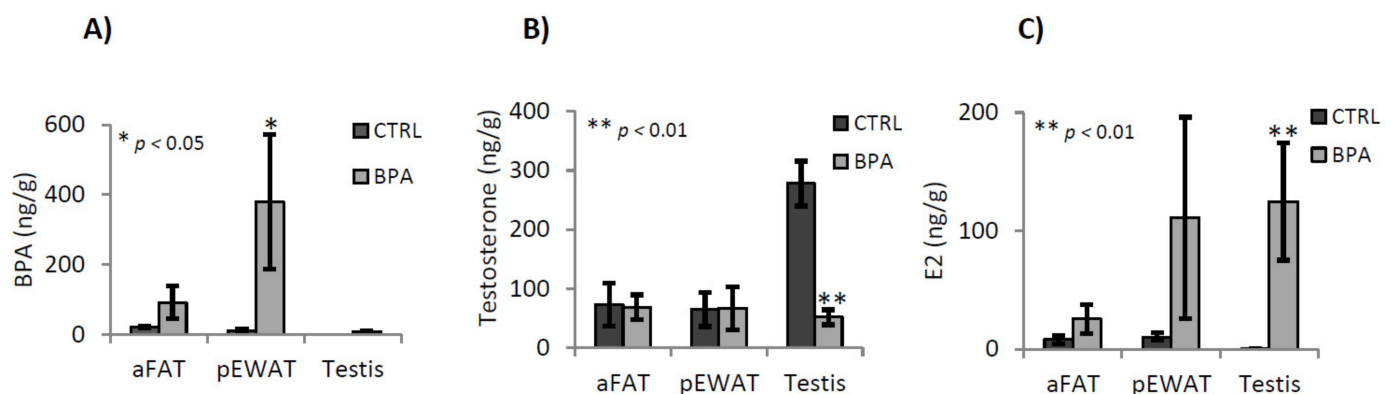 A)
BPA (ng/g)
600
400
200
0
* p < 0.05
*
CTRL
BPA
aFAT pEWAT Testis
B)
Testosterone (ng/g)
400
300
200
100
0
** p < 0.01
CTRL
BPA
**
aFAT pEWAT Testis
C)
E2 (ng/g)
200
100
0
** p < 0.01
**
CTRL
BPA
aFAT pEWAT Testis